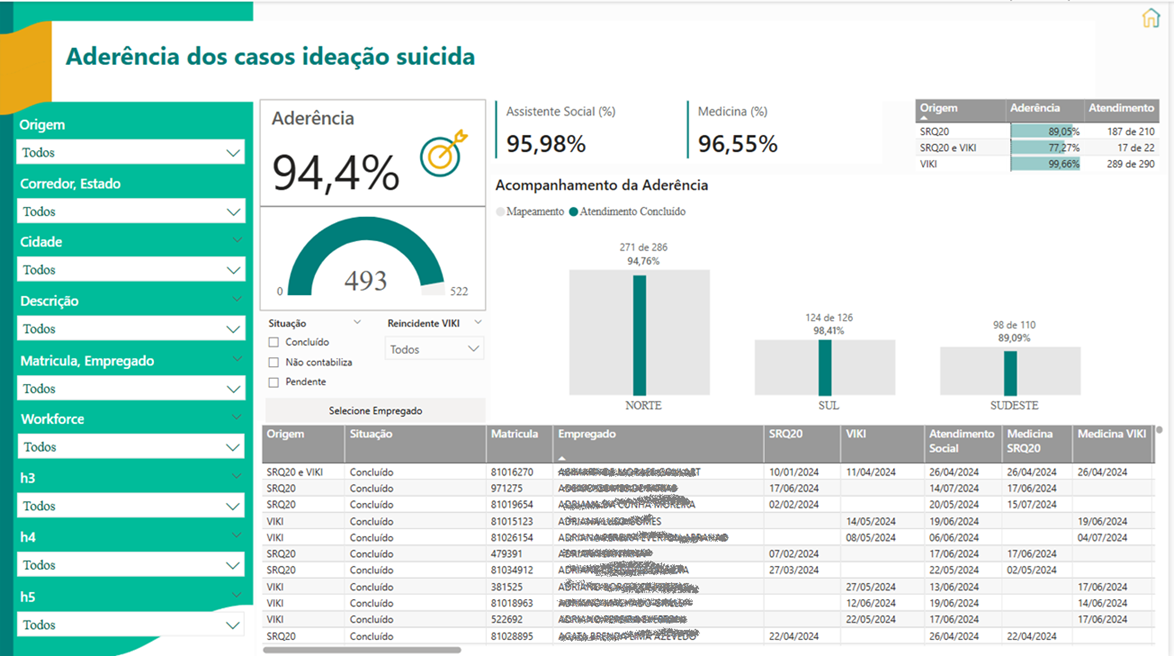 Aderência dos casos ideação suicida
Origem
Todos
Corredor, Estado
Todos
Cidade
Todos
Descrição
Todos
Matricula, Empregado
Todos
Workforce
Todos
h3
Todos
h4
Todos
h5
Todos
Aderência
94,4%
493
0
522
Situação
Concluído
Não contabiliza
Pendente
Reincidente VIKI
Todos
Selecione Empregado
Assistente Social (%)
95,98%
Medicina (%)
96,55%
Origem Aderência Atendimento
SRQ20 89,05% 187 de 210
SRQ20 e VIKI 77,27% 17 de 22
VIKI 99,66% 289 de 290
Acompanhamento da Aderência
Mapeamento Atendimento Concluído
271 de 286
94,76%
NORTE
124 de 126
98,41%
SUL
98 de 110
89,09%
SUDESTE
Origem Situação Matricula Empregado SRQ20 VIKI Atendimento Social Medicina SRQ20 Medicina VIKI
SRQ20 e VIKI Concluído 81016270 10/01/2024 11/04/2024 26/04/2024 26/04/2024 26/04/2024
SRQ20 Concluído 971275 17/06/2024 14/07/2024 17/06/2024
SRQ20 Concluído 81019654 02/02/2024 20/05/2024 15/07/2024
VIKI Concluído 81015123 14/05/2024 19/06/2024 19/06/2024
VIKI Concluído 81026154 08/05/2024 06/06/2024 04/07/2024
SRQ20 Concluído 479391 07/02/2024 17/06/2024 17/06/2024
SRQ20 Concluído 81034912 27/03/2024 22/05/2024 02/05/2024
VIKI Concluído 381525 27/05/2024 13/06/2024 17/06/2024
VIKI Concluído 81018963 12/06/2024 19/06/2024 14/06/2024
VIKI Concluído 522692 22/05/2024 17/06/2024 17/06/2024
SRQ20 Concluído 81028895 22/04/2024 26/04/2024 22/04/2024